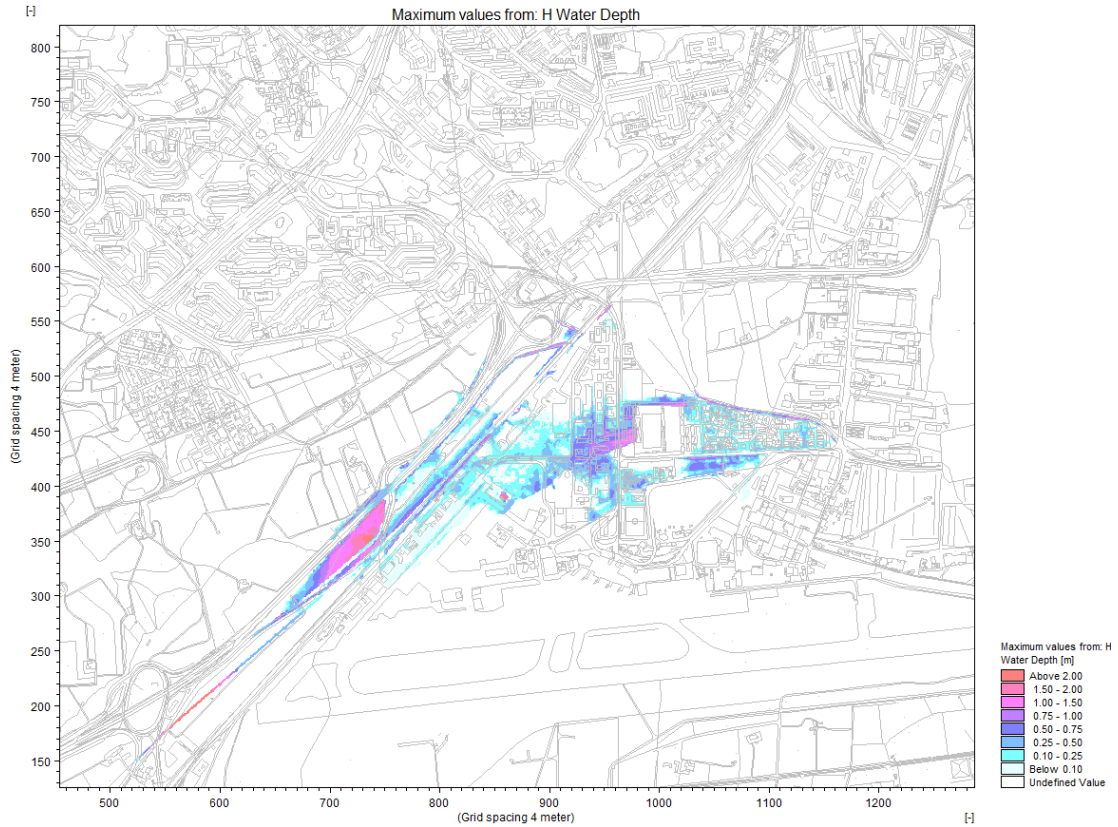 [-]
Maximum values from: H Water Depth
800
750
700
650
600
550
500
450
400
350
300
250
200
150
(Grid spacing 4 meter)
500 600 700 800 900 1000 1100 1200
(Grid spacing 4 meter)
[-]
Maximum values from: H
Water Depth [m]
Above 2.00
1.50 - 2.00
1.00 - 1.50
0.75 - 1.00
0.50 - 0.75
0.25 - 0.50
0.10 - 0.25
Below 0.10
Undefined Value